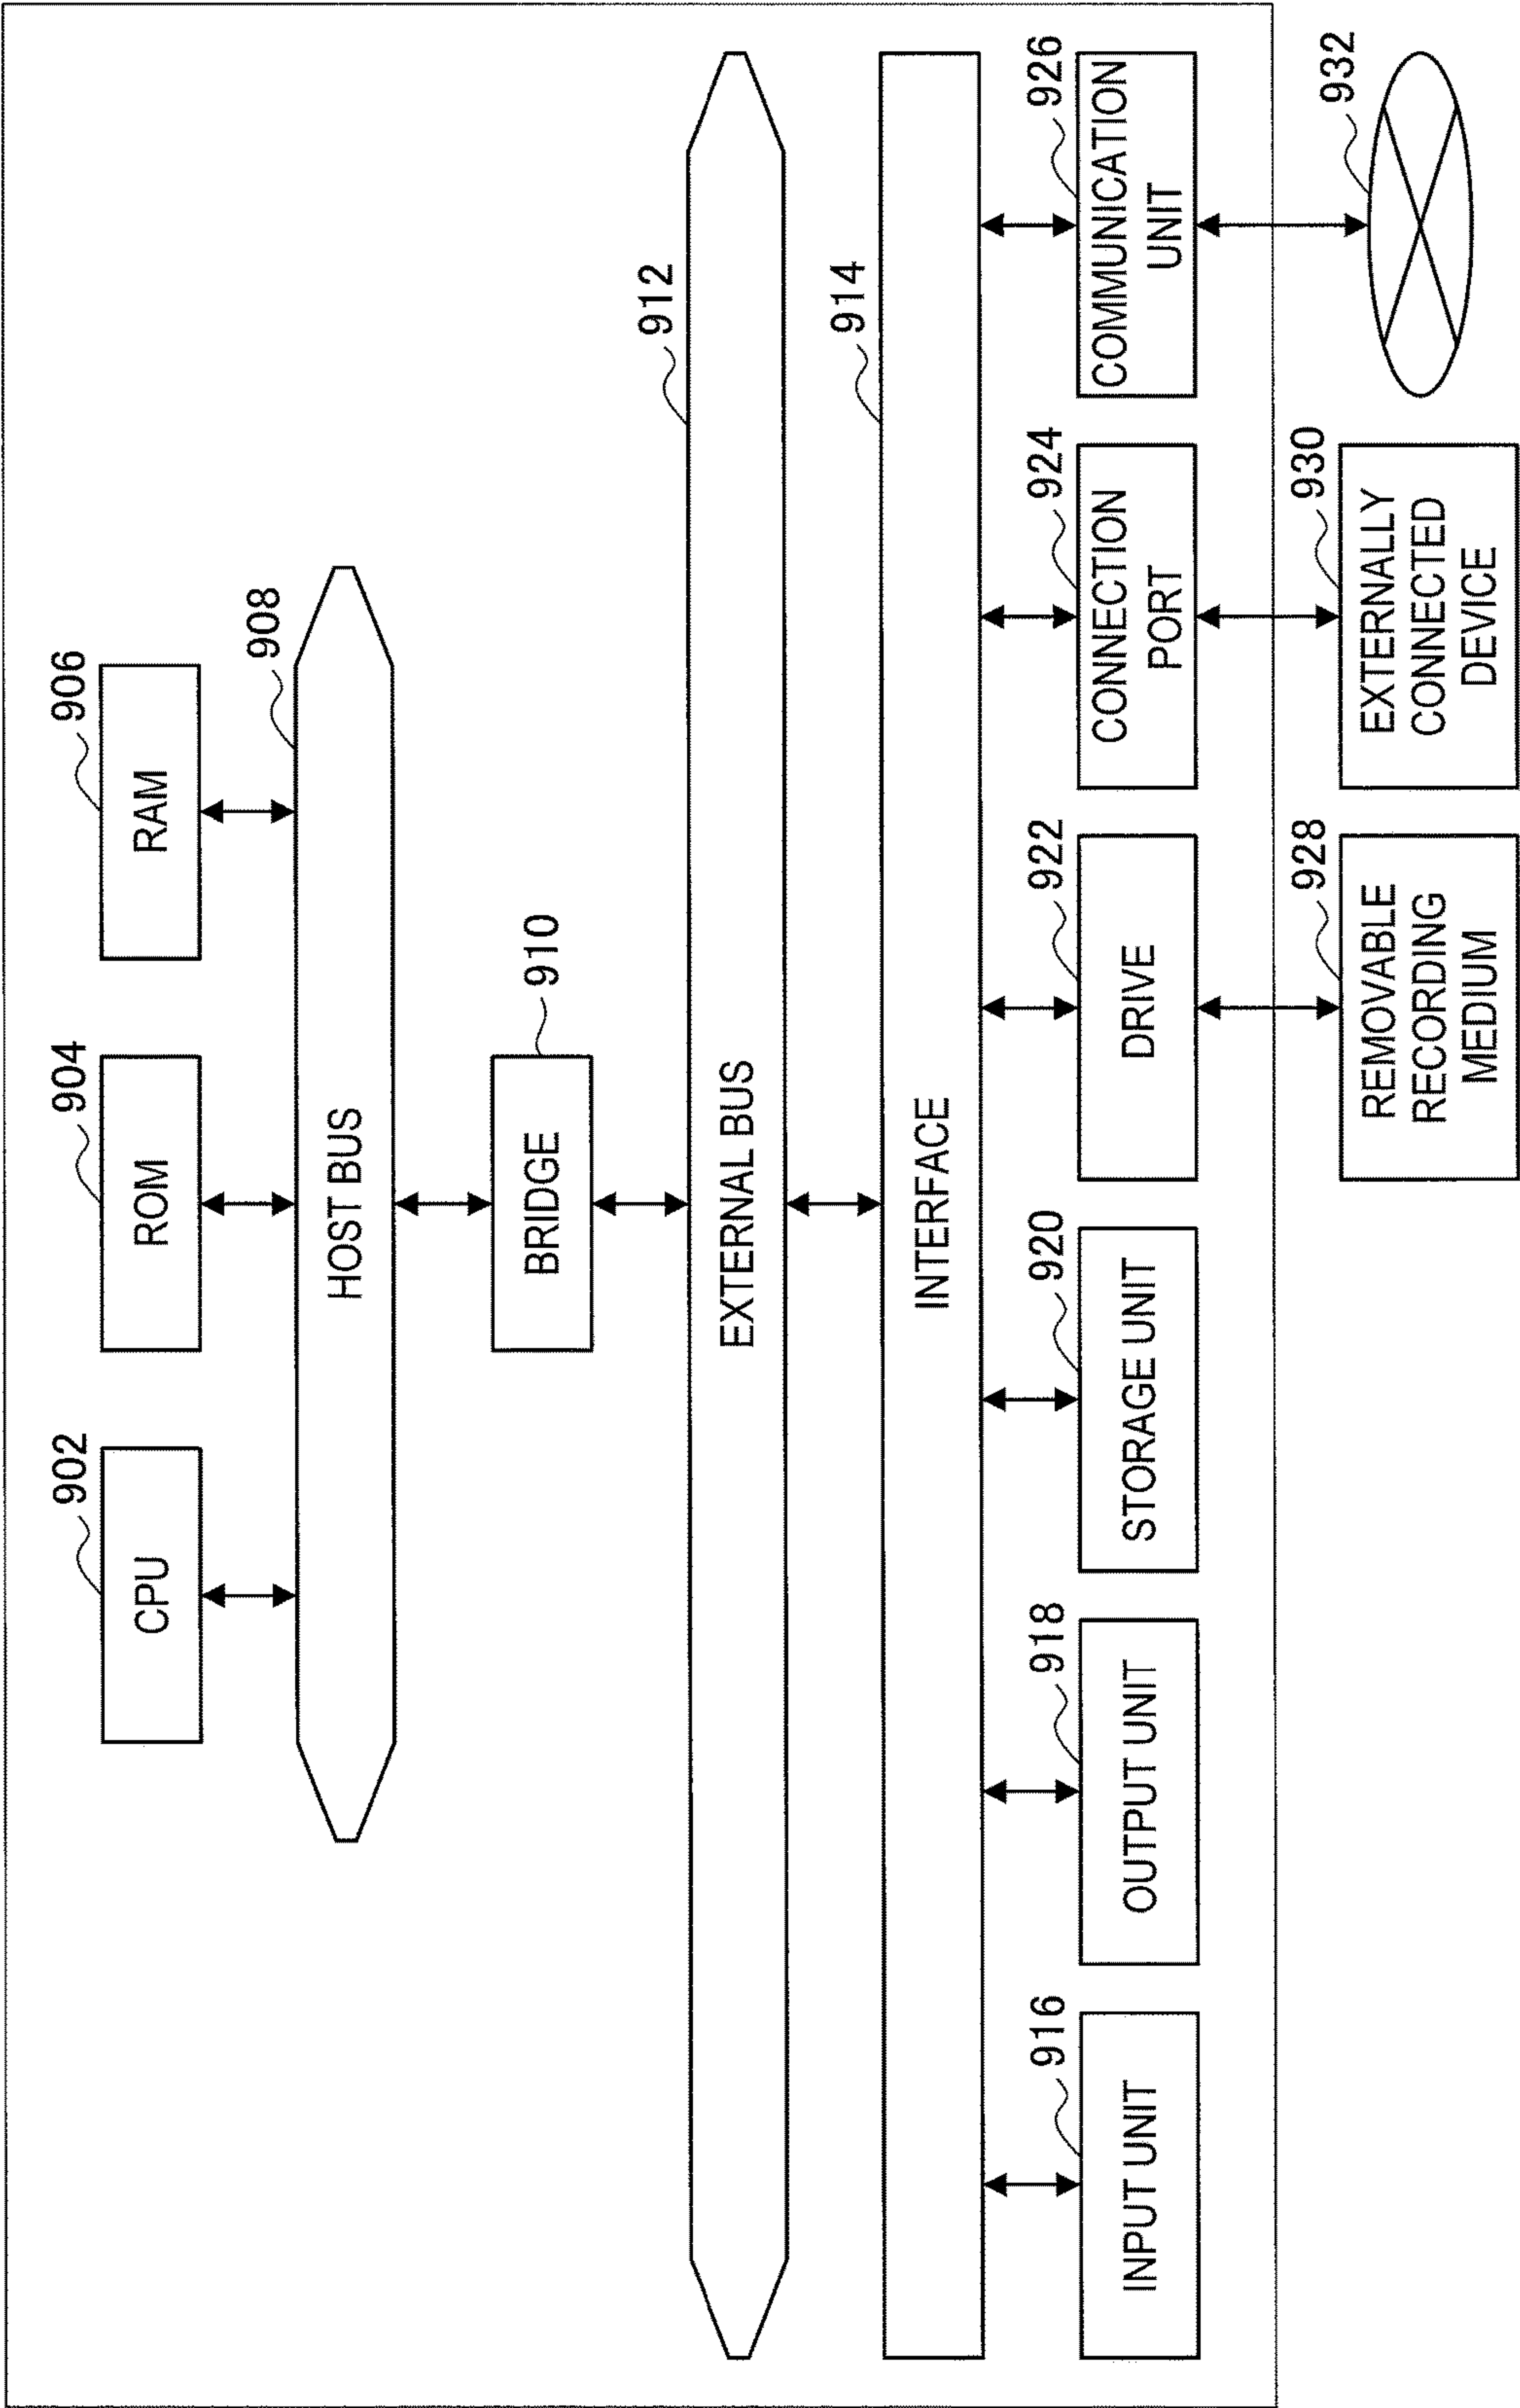 902
904
906
CPU
ROM
RAM
908
HOST BUS
910
BRIDGE
912
EXTERNAL BUS
914
INTERFACE
916
918
920
922
924
926
INPUT UNIT
OUTPUT UNIT
STORAGE UNIT
DRIVE
CONNECTION
PORT
COMMUNICATION
UNIT
928
930
932
REMOVABLE
RECORDING
MEDIUM
EXTERNALLY
CONNECTED
DEVICE